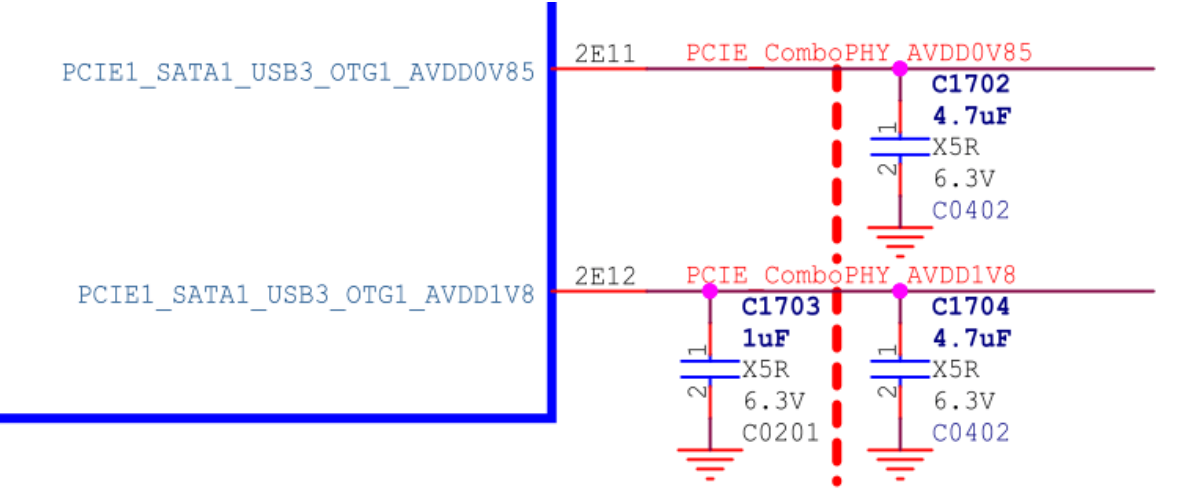 2E11 PCIE_ComboPHY_AVDD0V85
PCIE1_SATA1_USB3_OTG1_AVDD0V85
C1702
4.7uF
1
X5R
2
6.3V
C0402
2E12 PCIE_ComboPHY_AVDD1V8
PCIE1_SATA1_USB3_OTG1_AVDD1V8
C1703 C1704
1uF 4.7uF
1 1
X5R X5R
2 2
6.3V 6.3V
C0201 C0402